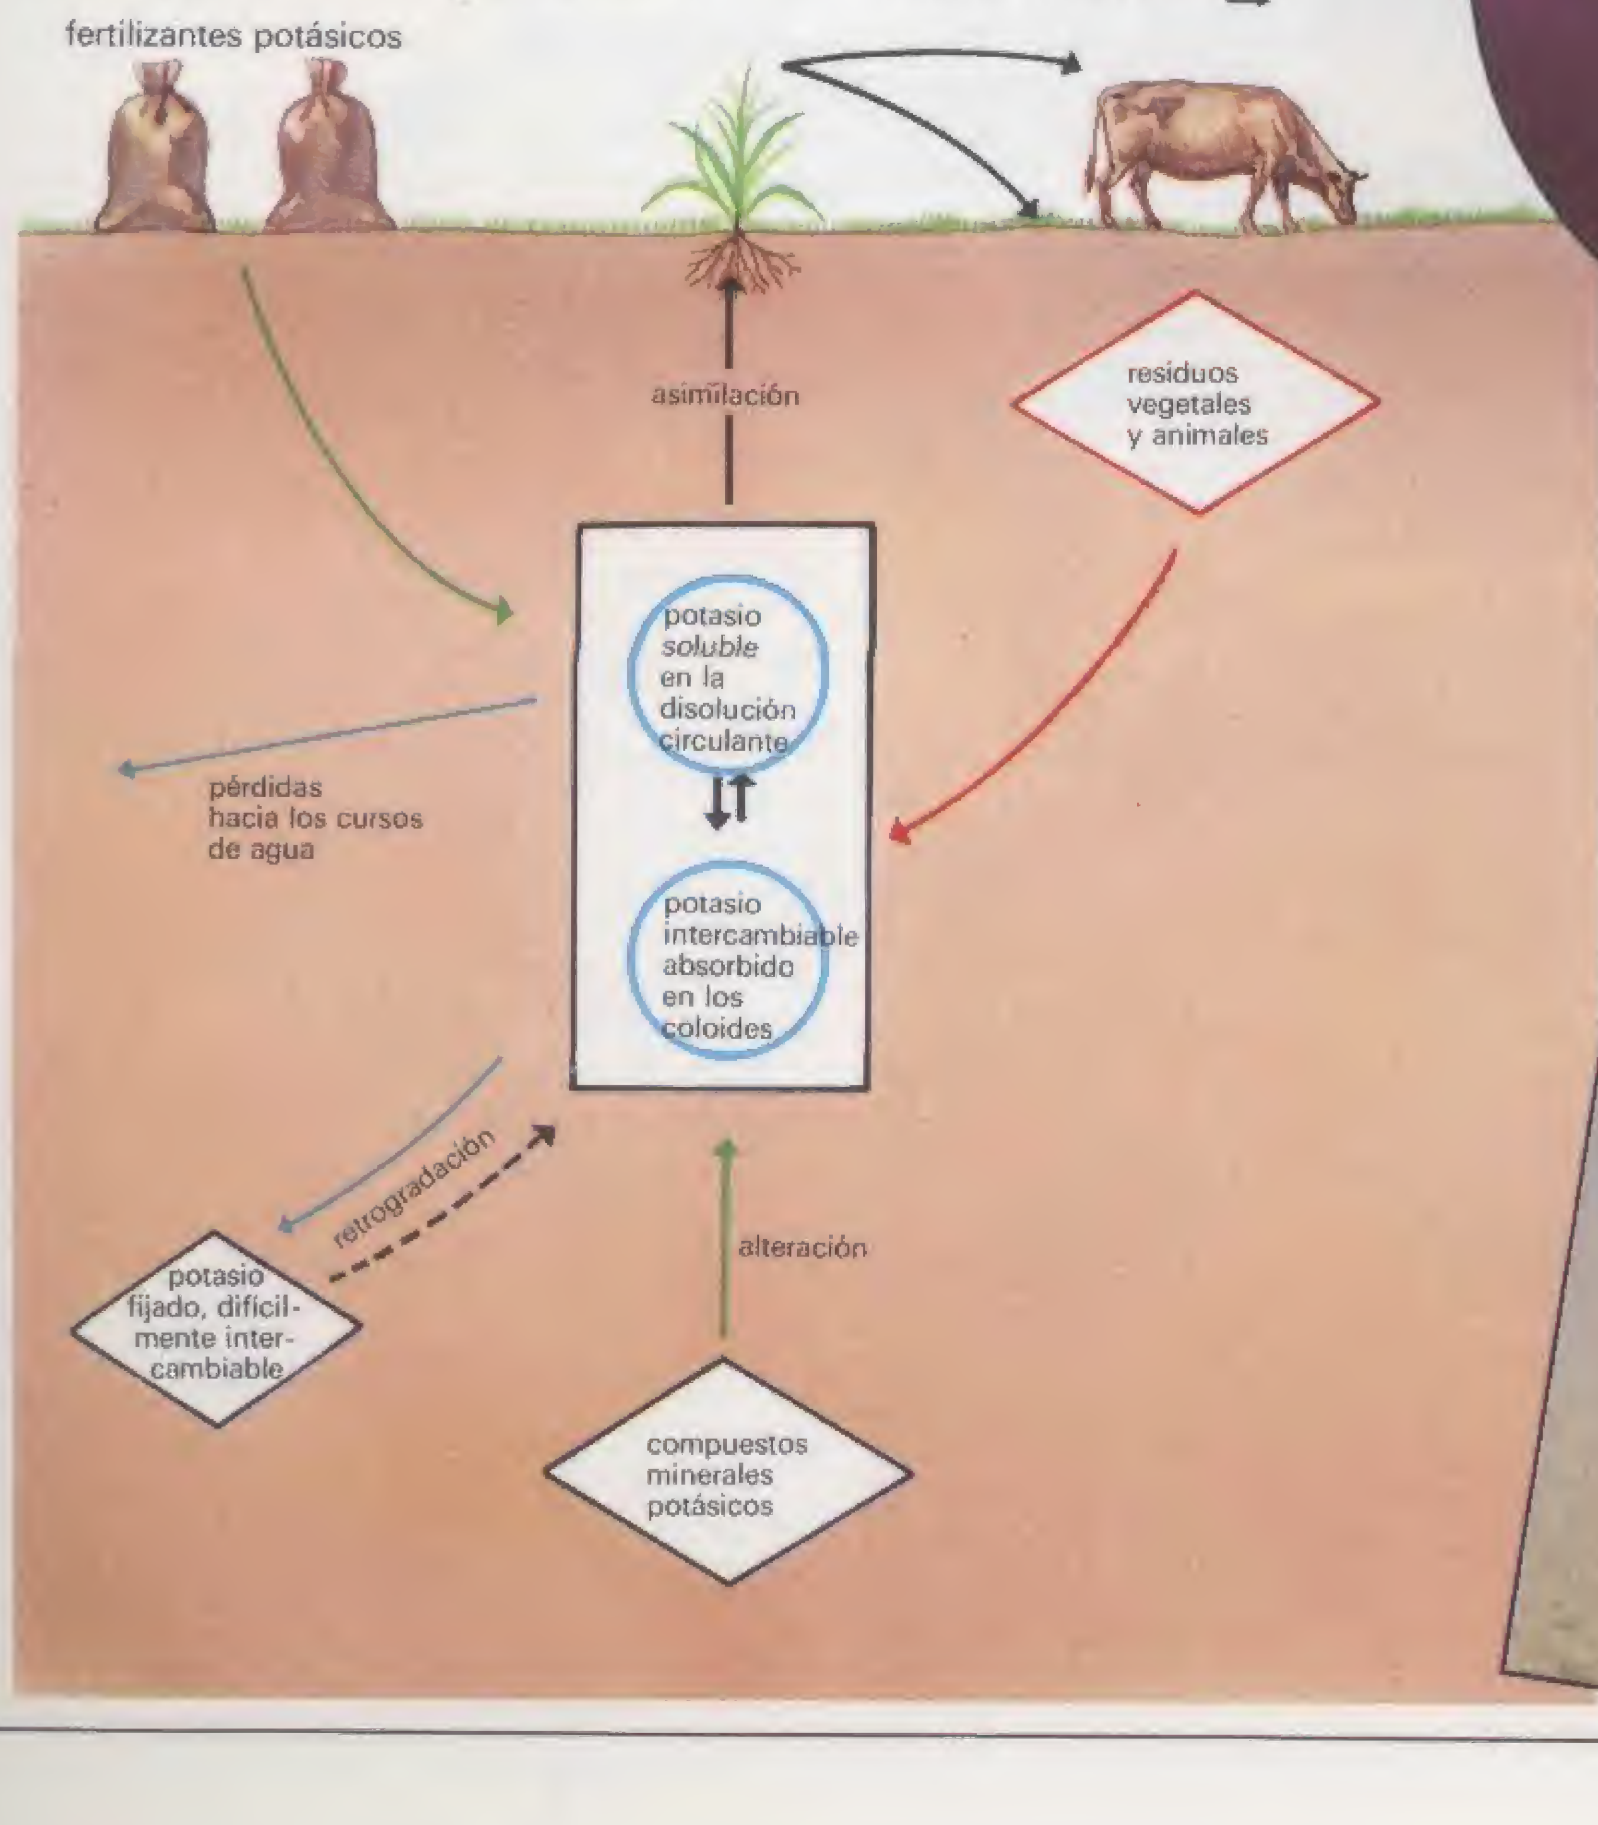 fertilizantes potásicos
asimilación
residuos
vegetales
y animales
potasio
soluble
en la
disolución
circulante
pérdidas
hacia los cursos
de agua
potasio
intercambiable
absorbido
en los
coloides
retrogradación
potasio
fijado, difícil-
mente inter-
cambiable
alteración
compuestos
minerales
potásicos